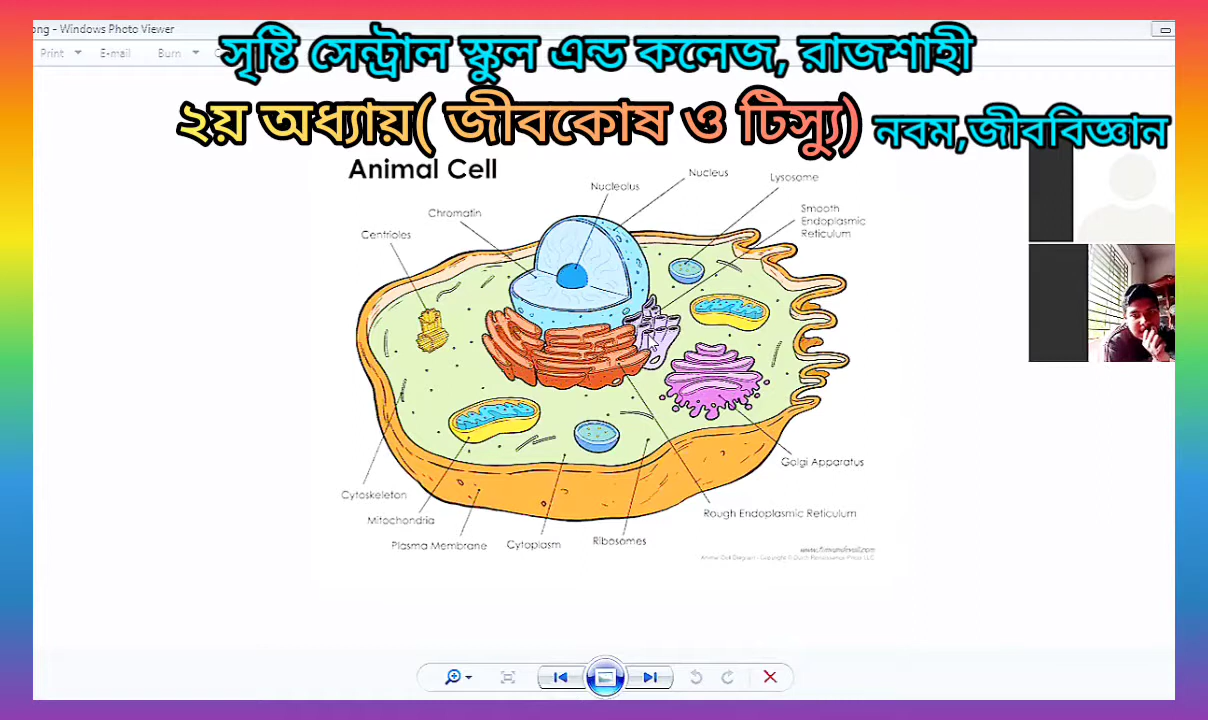 ong - Windows Photo Viewer
Print E-mail Burn
সৃষ্টি সেন্ট্রাল স্কুল এন্ড কলেজ, রাজশাহী
২য় অধ্যায়( জীবকোষ ও টিস্যু) নবম,জীববিজ্ঞান
Animal Cell
Nucleolus
Nucleus
Lysosome
Chromatin
Smooth
Endoplasmic
Reticulum
Centrioles
Golgi Apparatus
Cytoskeleton
Rough Endoplasmic Reticulum
Mitochondria
Plasma Membrane
Cytoplasm
Ribosomes